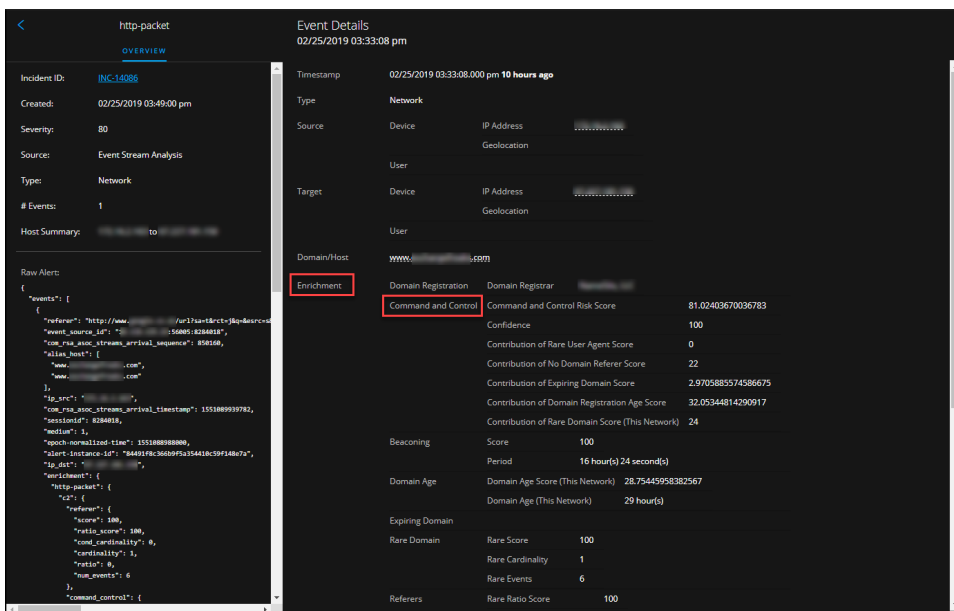 http-packet
OVERVIEW
Incident ID: INC-14086
Created: 02/25/2019 03:49:00 pm
Severity: 80
Source: Event Stream Analysis
Type: Network
# Events: 1
Host Summary: to
Raw Alert:
{
"events": [
{
"referer": "http://www. /url?sa=t&rct=j&q=&esrc=s&
"event_source_id": " :56005:8284018",
"com_rsa_asoc_streams_arrival_sequence": 850160,
"alias_host": [
"www. .com",
"www. .com"
],
"ip_src": " ",
"com_rsa_asoc_streams_arrival_timestamp": 1551089939782,
"sessionid": 8284018,
"medium": 1,
"epoch-normalized-time": 1551088988000,
"alert-instance-id": "84491f8c366b9f5a354410c59f148e7a",
"ip_dst": " ",
"enrichment": {
"http-packet": {
"c2": {
"referer": {
"score": 100,
"ratio_score": 100,
"cond_cardinality": 0,
"cardinality": 1,
"ratio": 0,
"num_events": 6
},
"command_control": {
Event Details
02/25/2019 03:33:08 pm
Timestamp 02/25/2019 03:33:08.000 pm 10 hours ago
Type Network
Source Device IP Address
Geolocation
User
Target Device IP Address
Geolocation
User
Domain/Host www. .com
Enrichment Domain Registration Domain Registrar
Command and Control Command and Control Risk Score 81.02403670036783
Confidence 100
Contribution of Rare User Agent Score 0
Contribution of No Domain Referer Score 22
Contribution of Expiring Domain Score 2.9705885574586675
Contribution of Domain Registration Age Score 32.05344814290917
Contribution of Rare Domain Score (This Network) 24
Beaconing Score 100
Period 16 hour(s) 24 second(s)
Domain Age Domain Age Score (This Network) 28.75445958382567
Domain Age (This Network) 29 hour(s)
Expiring Domain
Rare Domain Rare Score 100
Rare Cardinality 1
Rare Events 6
Referers Rare Ratio Score 100